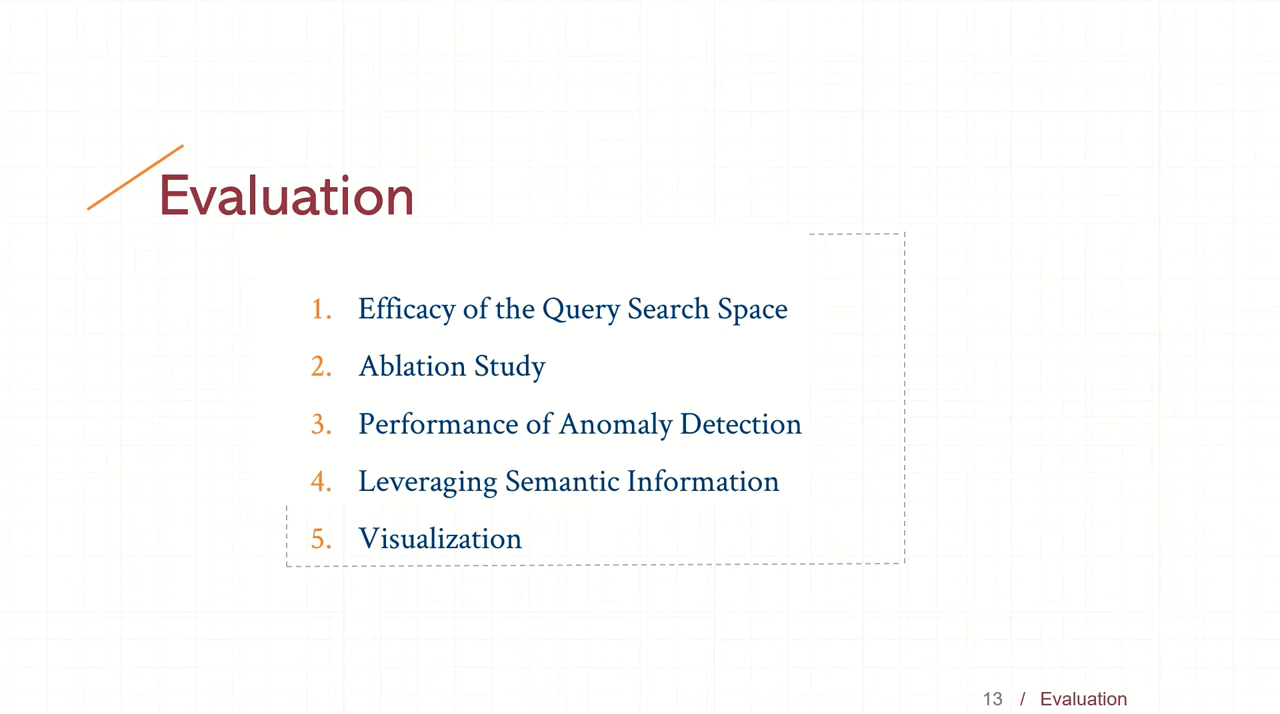 Evaluation
1. Efficacy of the Query Search Space
2. Ablation Study
3. Performance of Anomaly Detection
4. Leveraging Semantic Information
5. Visualization
13 / Evaluation